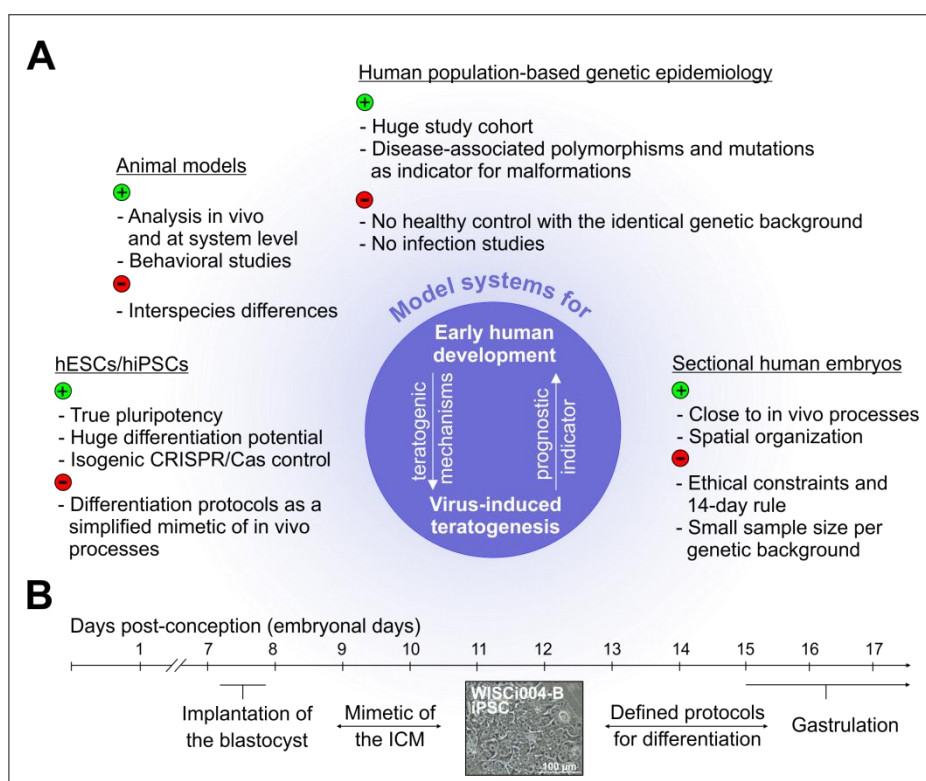 A
Human population-based genetic epidemiology
+
- Huge study cohort
- Disease-associated polymorphisms and mutations
as indicator for malformations
-
- No healthy control with the identical genetic background
- No infection studies
Animal models
+
- Analysis in vivo
and at system level
- Behavioral studies
-
- Interspecies differences
hESCs/hiPSCs
+
- True pluripotency
- Huge differentiation potential
- Isogenic CRISPR/Cas control
-
- Differentiation protocols as a
simplified mimetic of in vivo
processes
Model systems for
Early human
development
teratogenic
mechanisms
prognostic
indicator
Virus-induced
teratogenesis
Sectional human embryos
+
- Close to in vivo processes
- Spatial organization
-
- Ethical constraints and
14-day rule
- Small sample size per
genetic background
B
Days post-conception (embryonal days)
1 7 8 9 10 11 12 13 14 15 16 17
Implantation of
the blastocyst
Mimetic of
the ICM
WISCi004-B
iPSC
100 µm
Defined protocols
for differentiation
Gastrulation